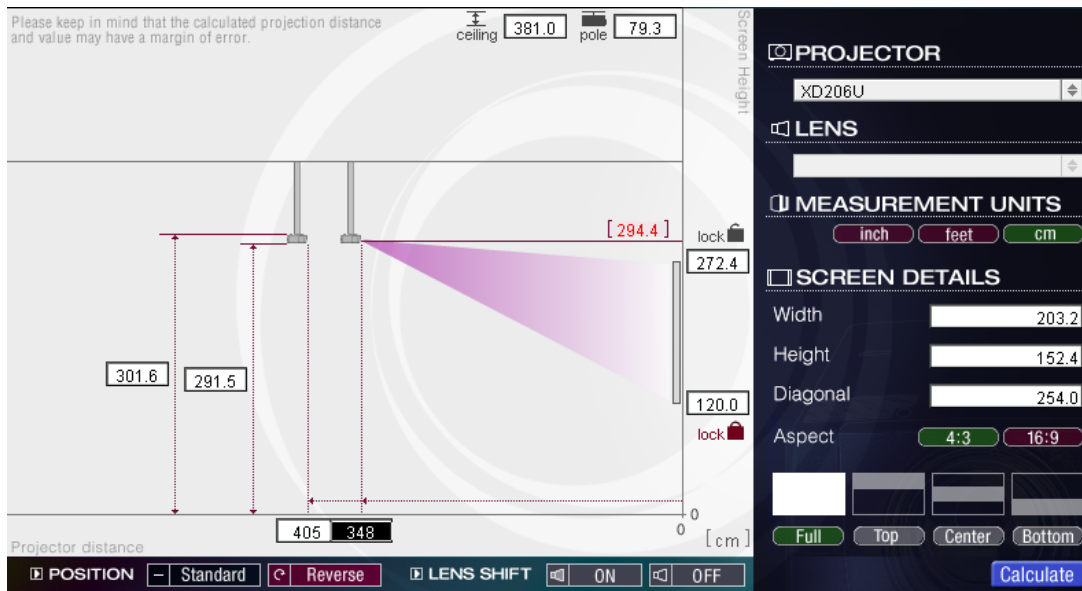 Please keep in mind that the calculated projection distance
and value may have a margin of error.
ceiling 381.0 pole 79.3
Screen Height
[ 294.4 ]
lock
272.4
301.6
291.5
120.0
lock
405 348
0
0
[cm]
Projector distance
POSITION Standard Reverse LENS SHIFT ON OFF
PROJECTOR
XD206U
LENS
MEASUREMENT UNITS
inch feet cm
SCREEN DETAILS
Width 203.2
Height 152.4
Diagonal 254.0
Aspect 4:3 16:9
Full Top Center Bottom
Calculate